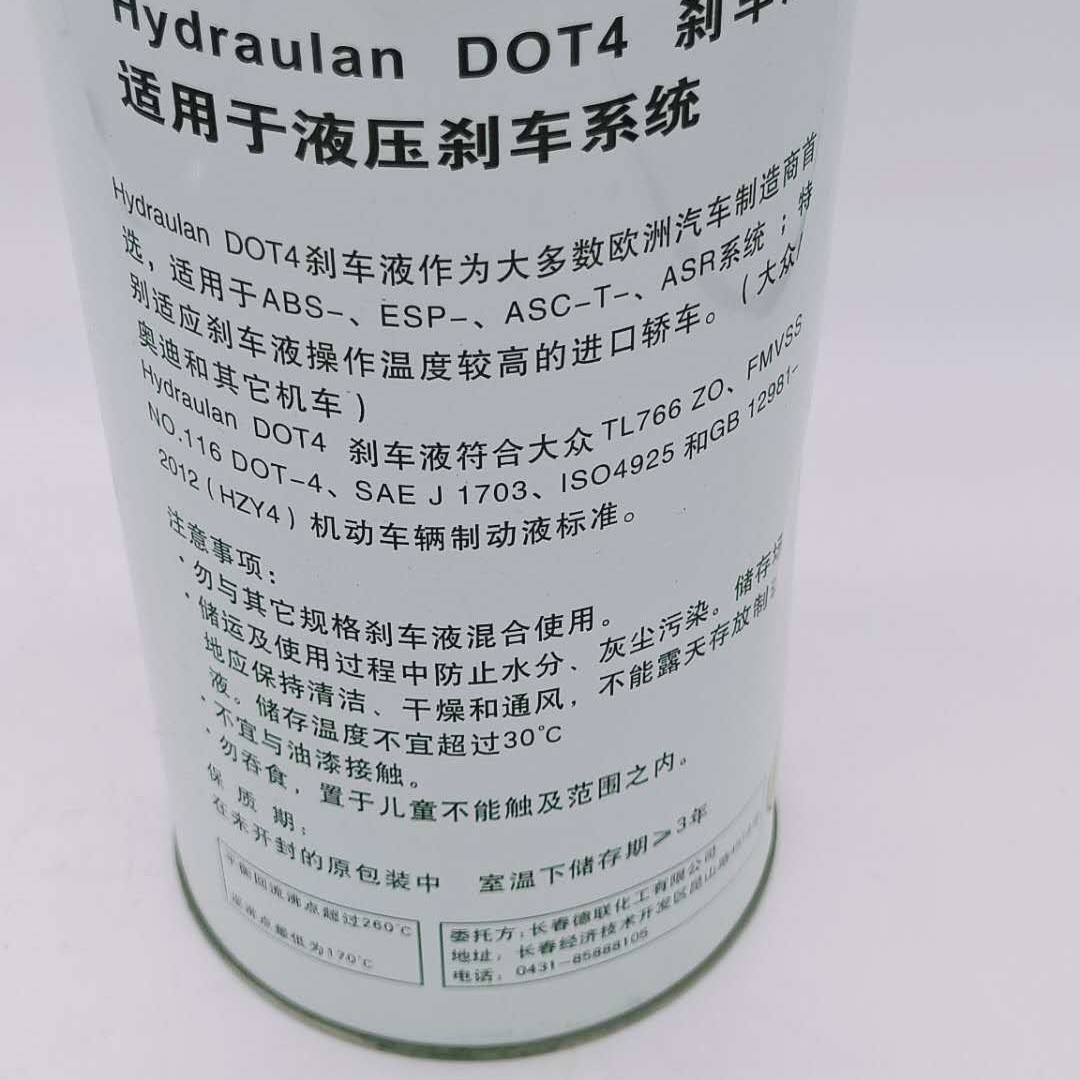 Hydraulan DOT4 刹车
适用于液压刹车系统
Hydraulan DOT4刹车液作为大多数欧洲汽车制造商首
选，适用于ABS-、ESP-、ASC-T-、ASR系统；特
别适应刹车液操作温度较高的进口轿车。（大众/
奥迪和其它机车）
Hydraulan DOT4 刹车液符合大众TL766 ZO、FMVSS
NO.116 DOT-4、SAE J 1703、ISO4925 和GB 12981-
2012（HZY4）机动车辆制动液标准。
注意事项：
·勿与其它规格刹车液混合使用。
·储运及使用过程中防止水分、灰尘污染。储存场
地应保持清洁、干燥和通风，不能露天存放制动
液。储存温度不宜超过30℃
·不宜与油漆接触。
·勿吞食，置于儿童不能触及范围之内。
保 质 期：
在未开封的原包装中 室温下储存期≥3年
平衡回流沸点超过260℃
湿沸点最低为170℃
委托方：长春德联化工有限公司
地址：长春经济技术开发区昆山路
电话：0431-85888105